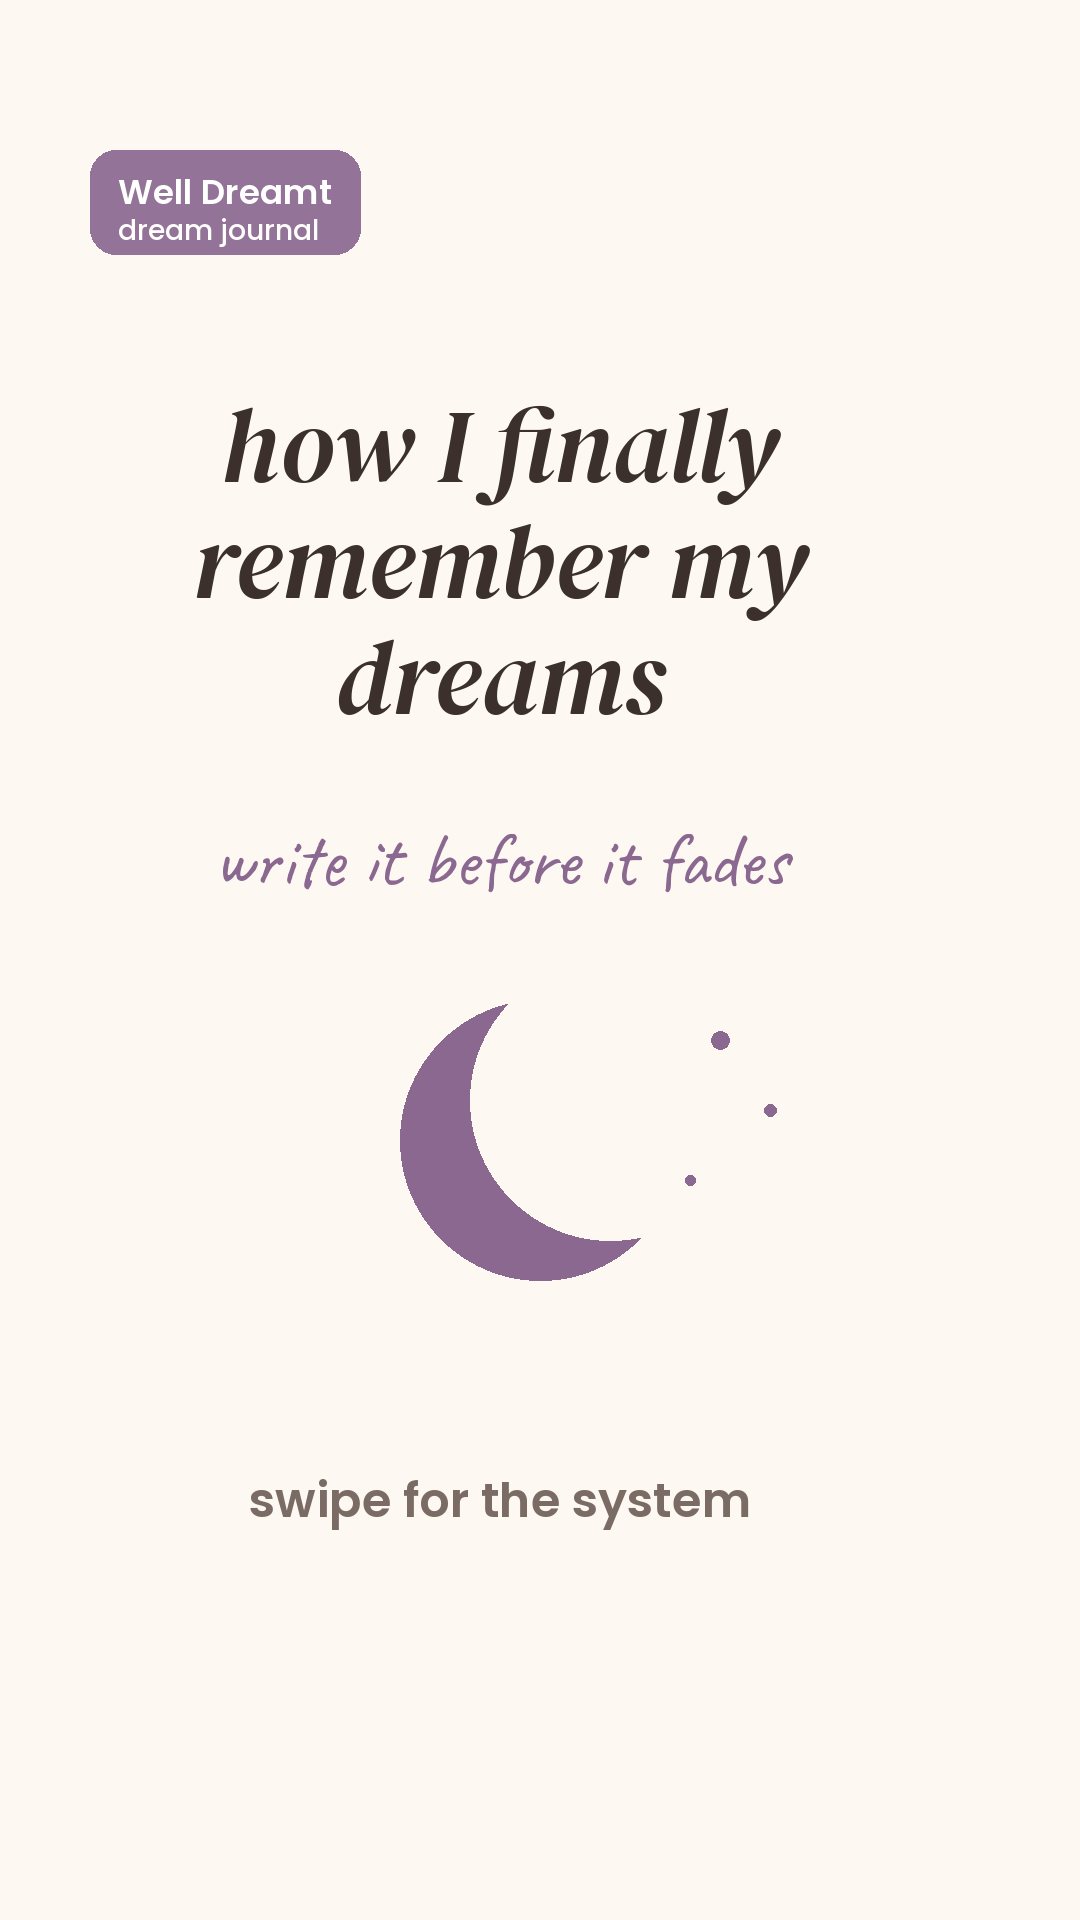 Well Dreamt
dream journal
how I finally
remember my
dreams
write it before it fades
swipe for the system